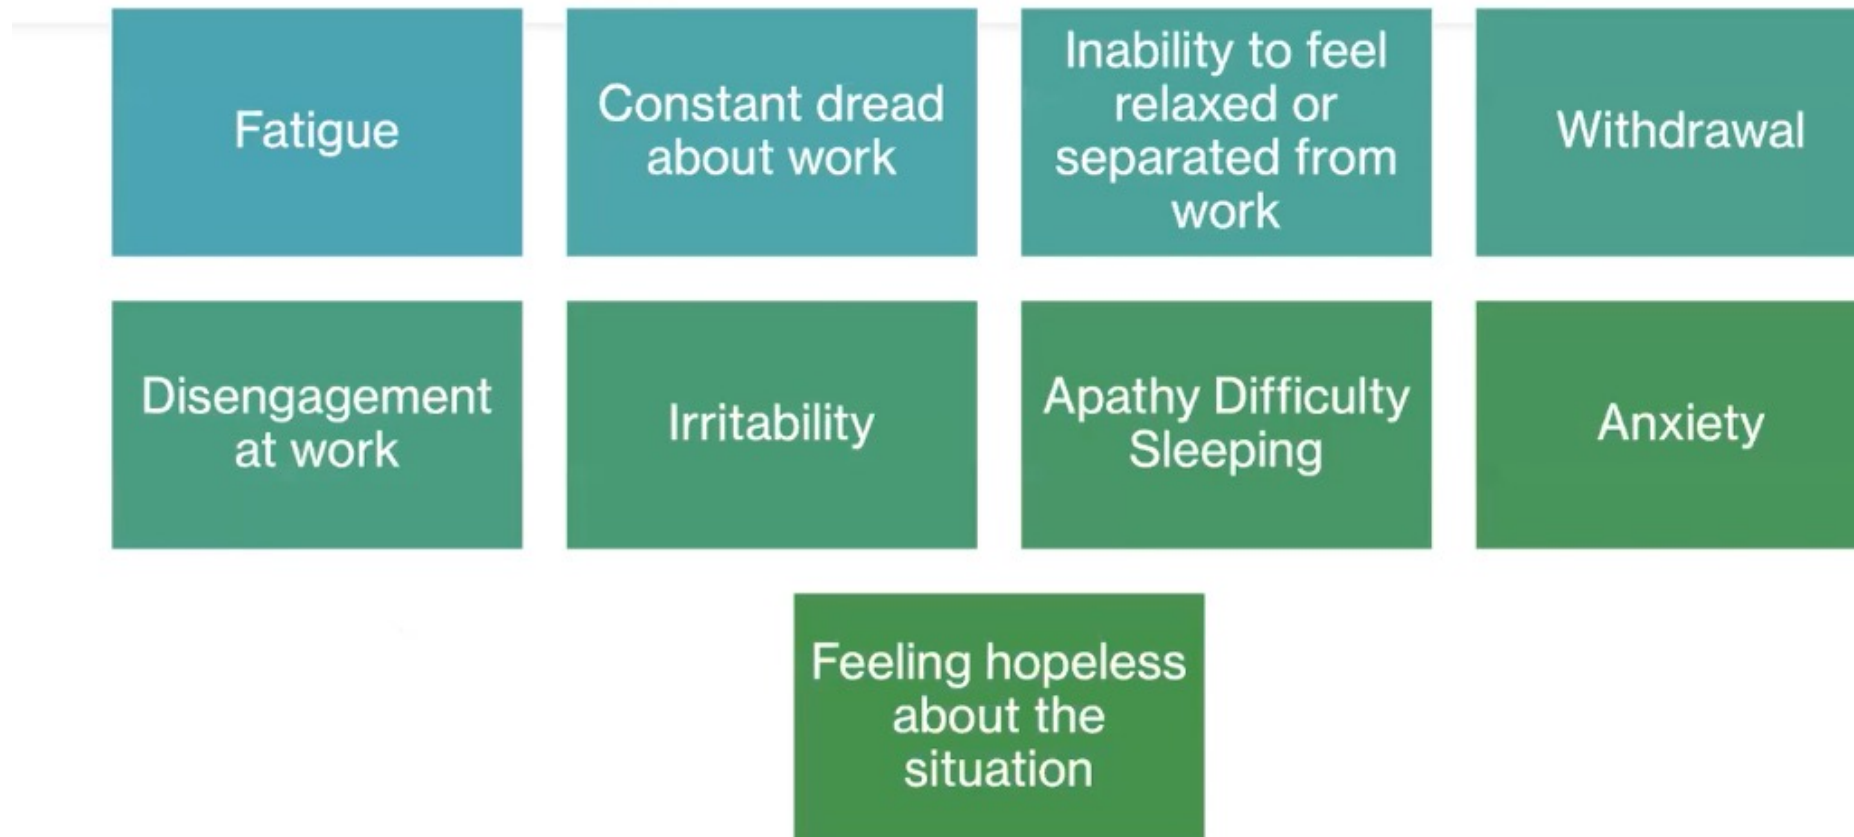 Fatigue
Constant dread
about work
Inability to feel
relaxed or
separated from
work
Withdrawal
Disengagement
at work
Irritability
Apathy Difficulty
Sleeping
Anxiety
Feeling hopeless
about the
situation